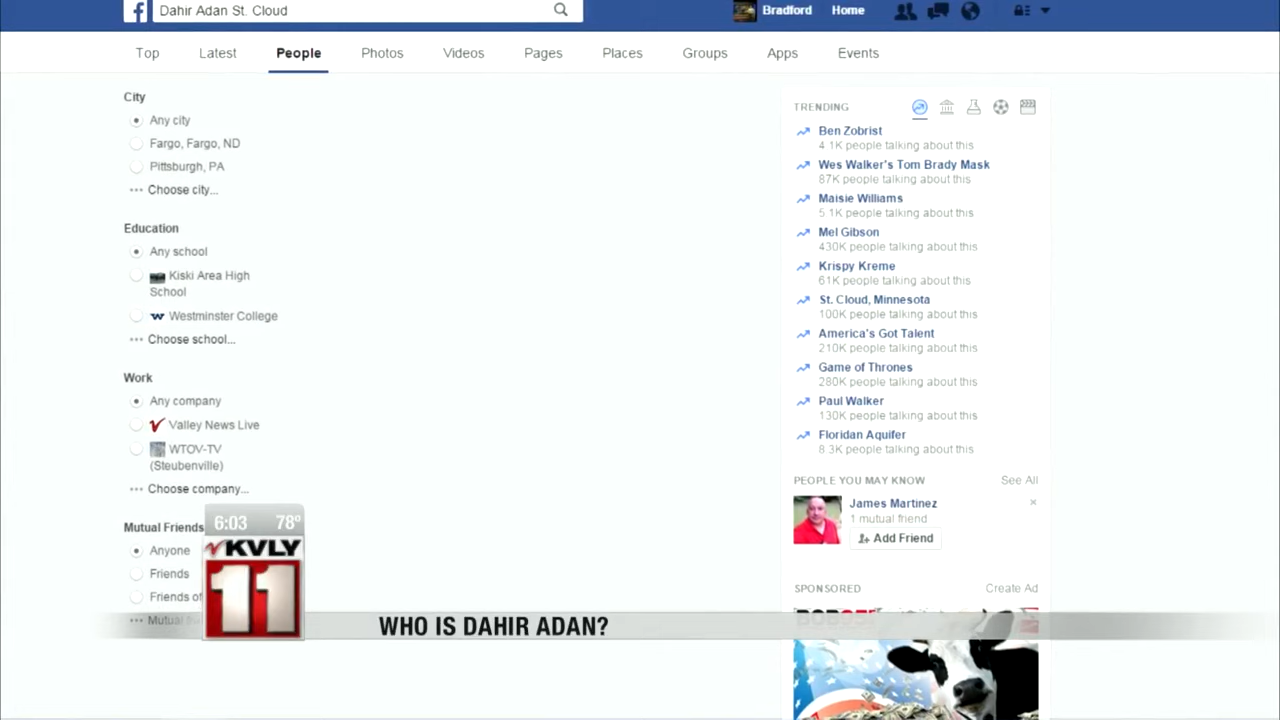 Dahir Adan St. Cloud
Bradford
Home
Top
Latest
People
Photos
Videos
Pages
Places
Groups
Apps
Events
City
Any city
Fargo, Fargo, ND
Pittsburgh, PA
Choose city...
Education
Any school
Kiski Area High
School
Westminster College
Choose school...
Work
Any company
Valley News Live
WTOV-TV
(Steubenville)
Choose company...
Mutual Friends
Anyone
Friends
Friends of
Mutual
TRENDING
Ben Zobrist
4.1K people talking about this
Wes Walker's Tom Brady Mask
87K people talking about this
Maisie Williams
5.1K people talking about this
Mel Gibson
430K people talking about this
Krispy Kreme
61K people talking about this
St. Cloud, Minnesota
100K people talking about this
America's Got Talent
210K people talking about this
Game of Thrones
280K people talking about this
Paul Walker
130K people talking about this
Floridan Aquifer
8.3K people talking about this
PEOPLE YOU MAY KNOW
See All
James Martinez
1 mutual friend
Add Friend
SPONSORED
Create Ad
6:03 78°
KVLY
11
WHO IS DAHIR ADAN?